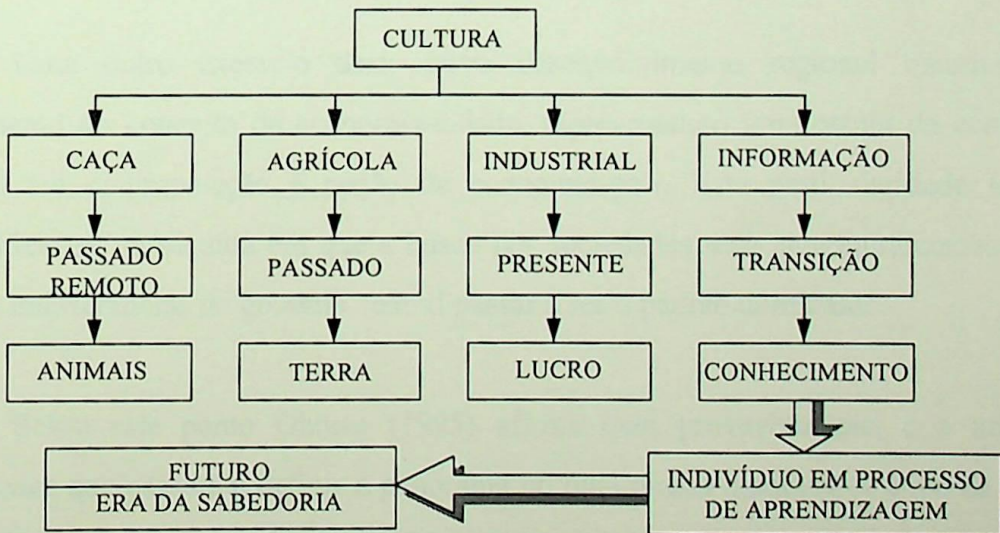 CULTURA
CAÇA
AGRÍCOLA
INDUSTRIAL
INFORMAÇÃO
PASSADO
REMOTO
PASSADO
PRESENTE
TRANSIÇÃO
ANIMAIS
TERRA
LUCRO
CONHECIMENTO
INDIVÍDUO EM PROCESSO
DE APRENDIZAGEM
FUTURO
ERA DA SABEDORIA